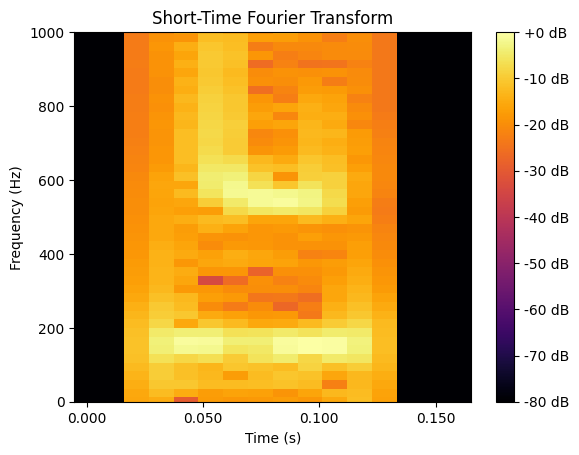 Short-Time Fourier Transform
1000
800
600
400
200
0
Frequency (Hz)
0.000
0.050
0.100
0.150
Time (s)
+0 dB
-10 dB
-20 dB
-30 dB
-40 dB
-50 dB
-60 dB
-70 dB
-80 dB